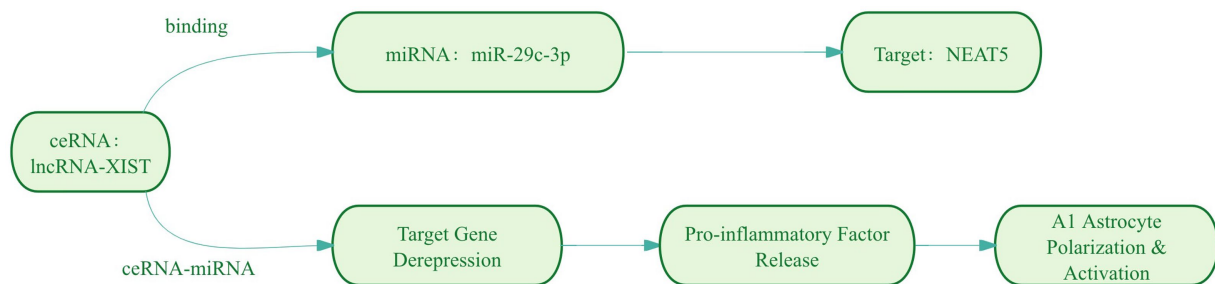 binding
miRNA：miR-29c-3p
Target：NEAT5
ceRNA：
lncRNA-XIST
Target Gene
Derepression
Pro-inflammatory Factor
Release
A1 Astrocyte
Polarization &
Activation
ceRNA-miRNA